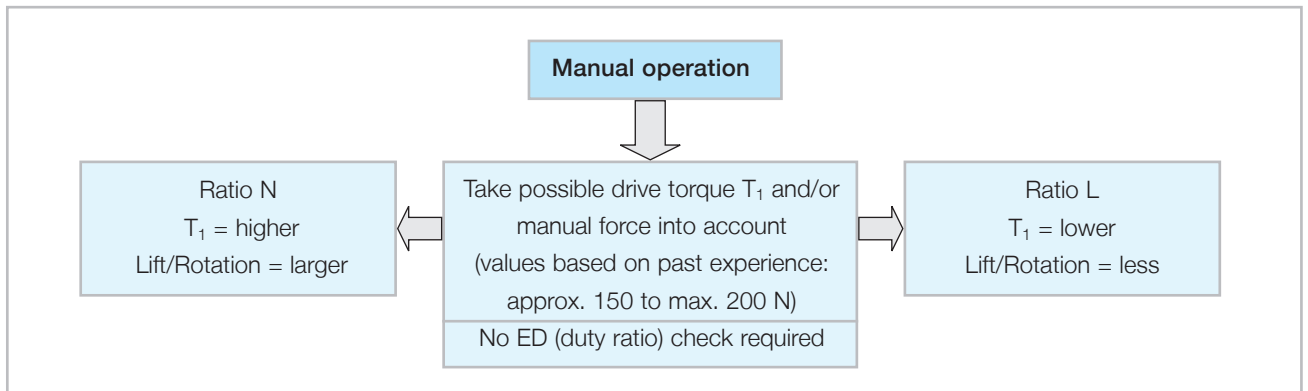 Manual operation
Ratio N
T₁ = higher
Lift/Rotation = larger
Take possible drive torque T₁ and/or
manual force into account
(values based on past experience:
approx. 150 to max. 200 N)
No ED (duty ratio) check required
Ratio L
T₁ = lower
Lift/Rotation = less